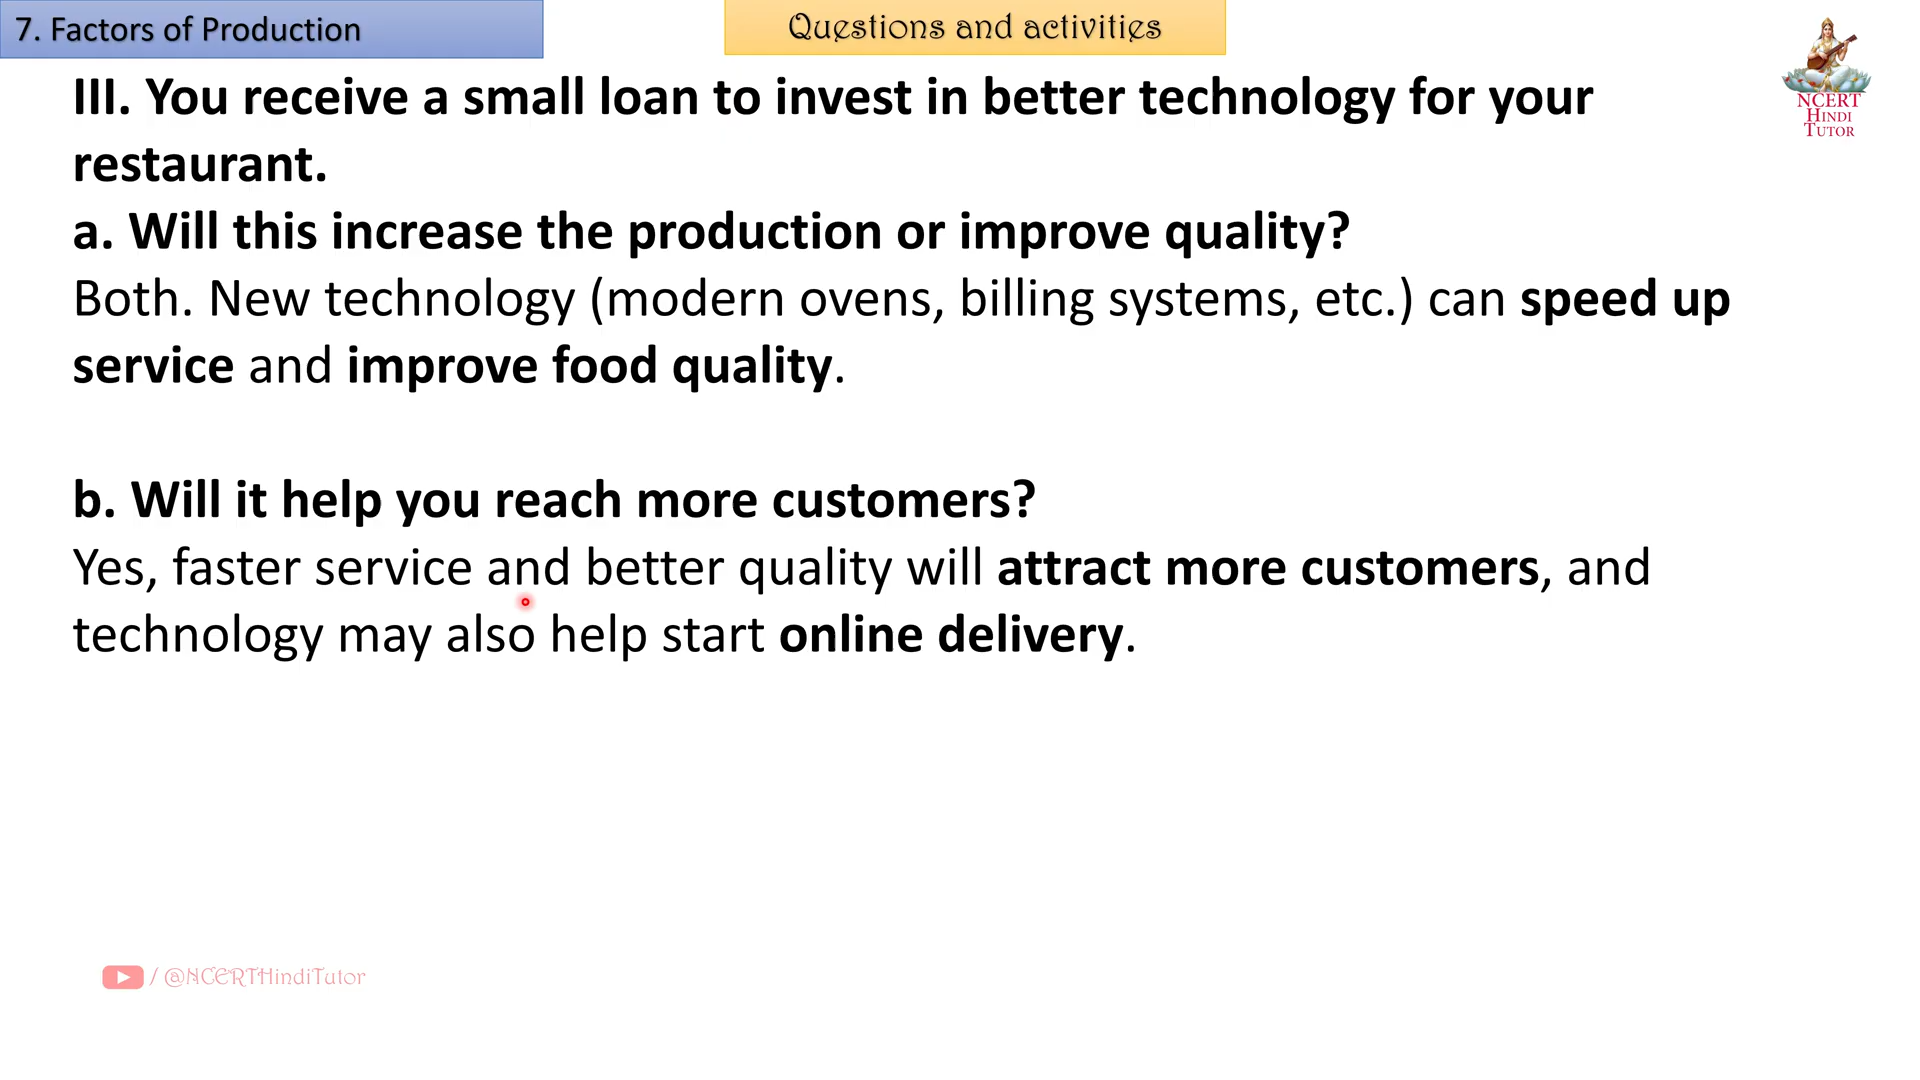 7. Factors of Production
Questions and activities
NCERT
HINDI
TUTOR
III. You receive a small loan to invest in better technology for your
restaurant.
a. Will this increase the production or improve quality?
Both. New technology (modern ovens, billing systems, etc.) can speed up
service and improve food quality.
b. Will it help you reach more customers?
Yes, faster service and better quality will attract more customers, and
technology may also help start online delivery.
/ @NCERTHindiTutor